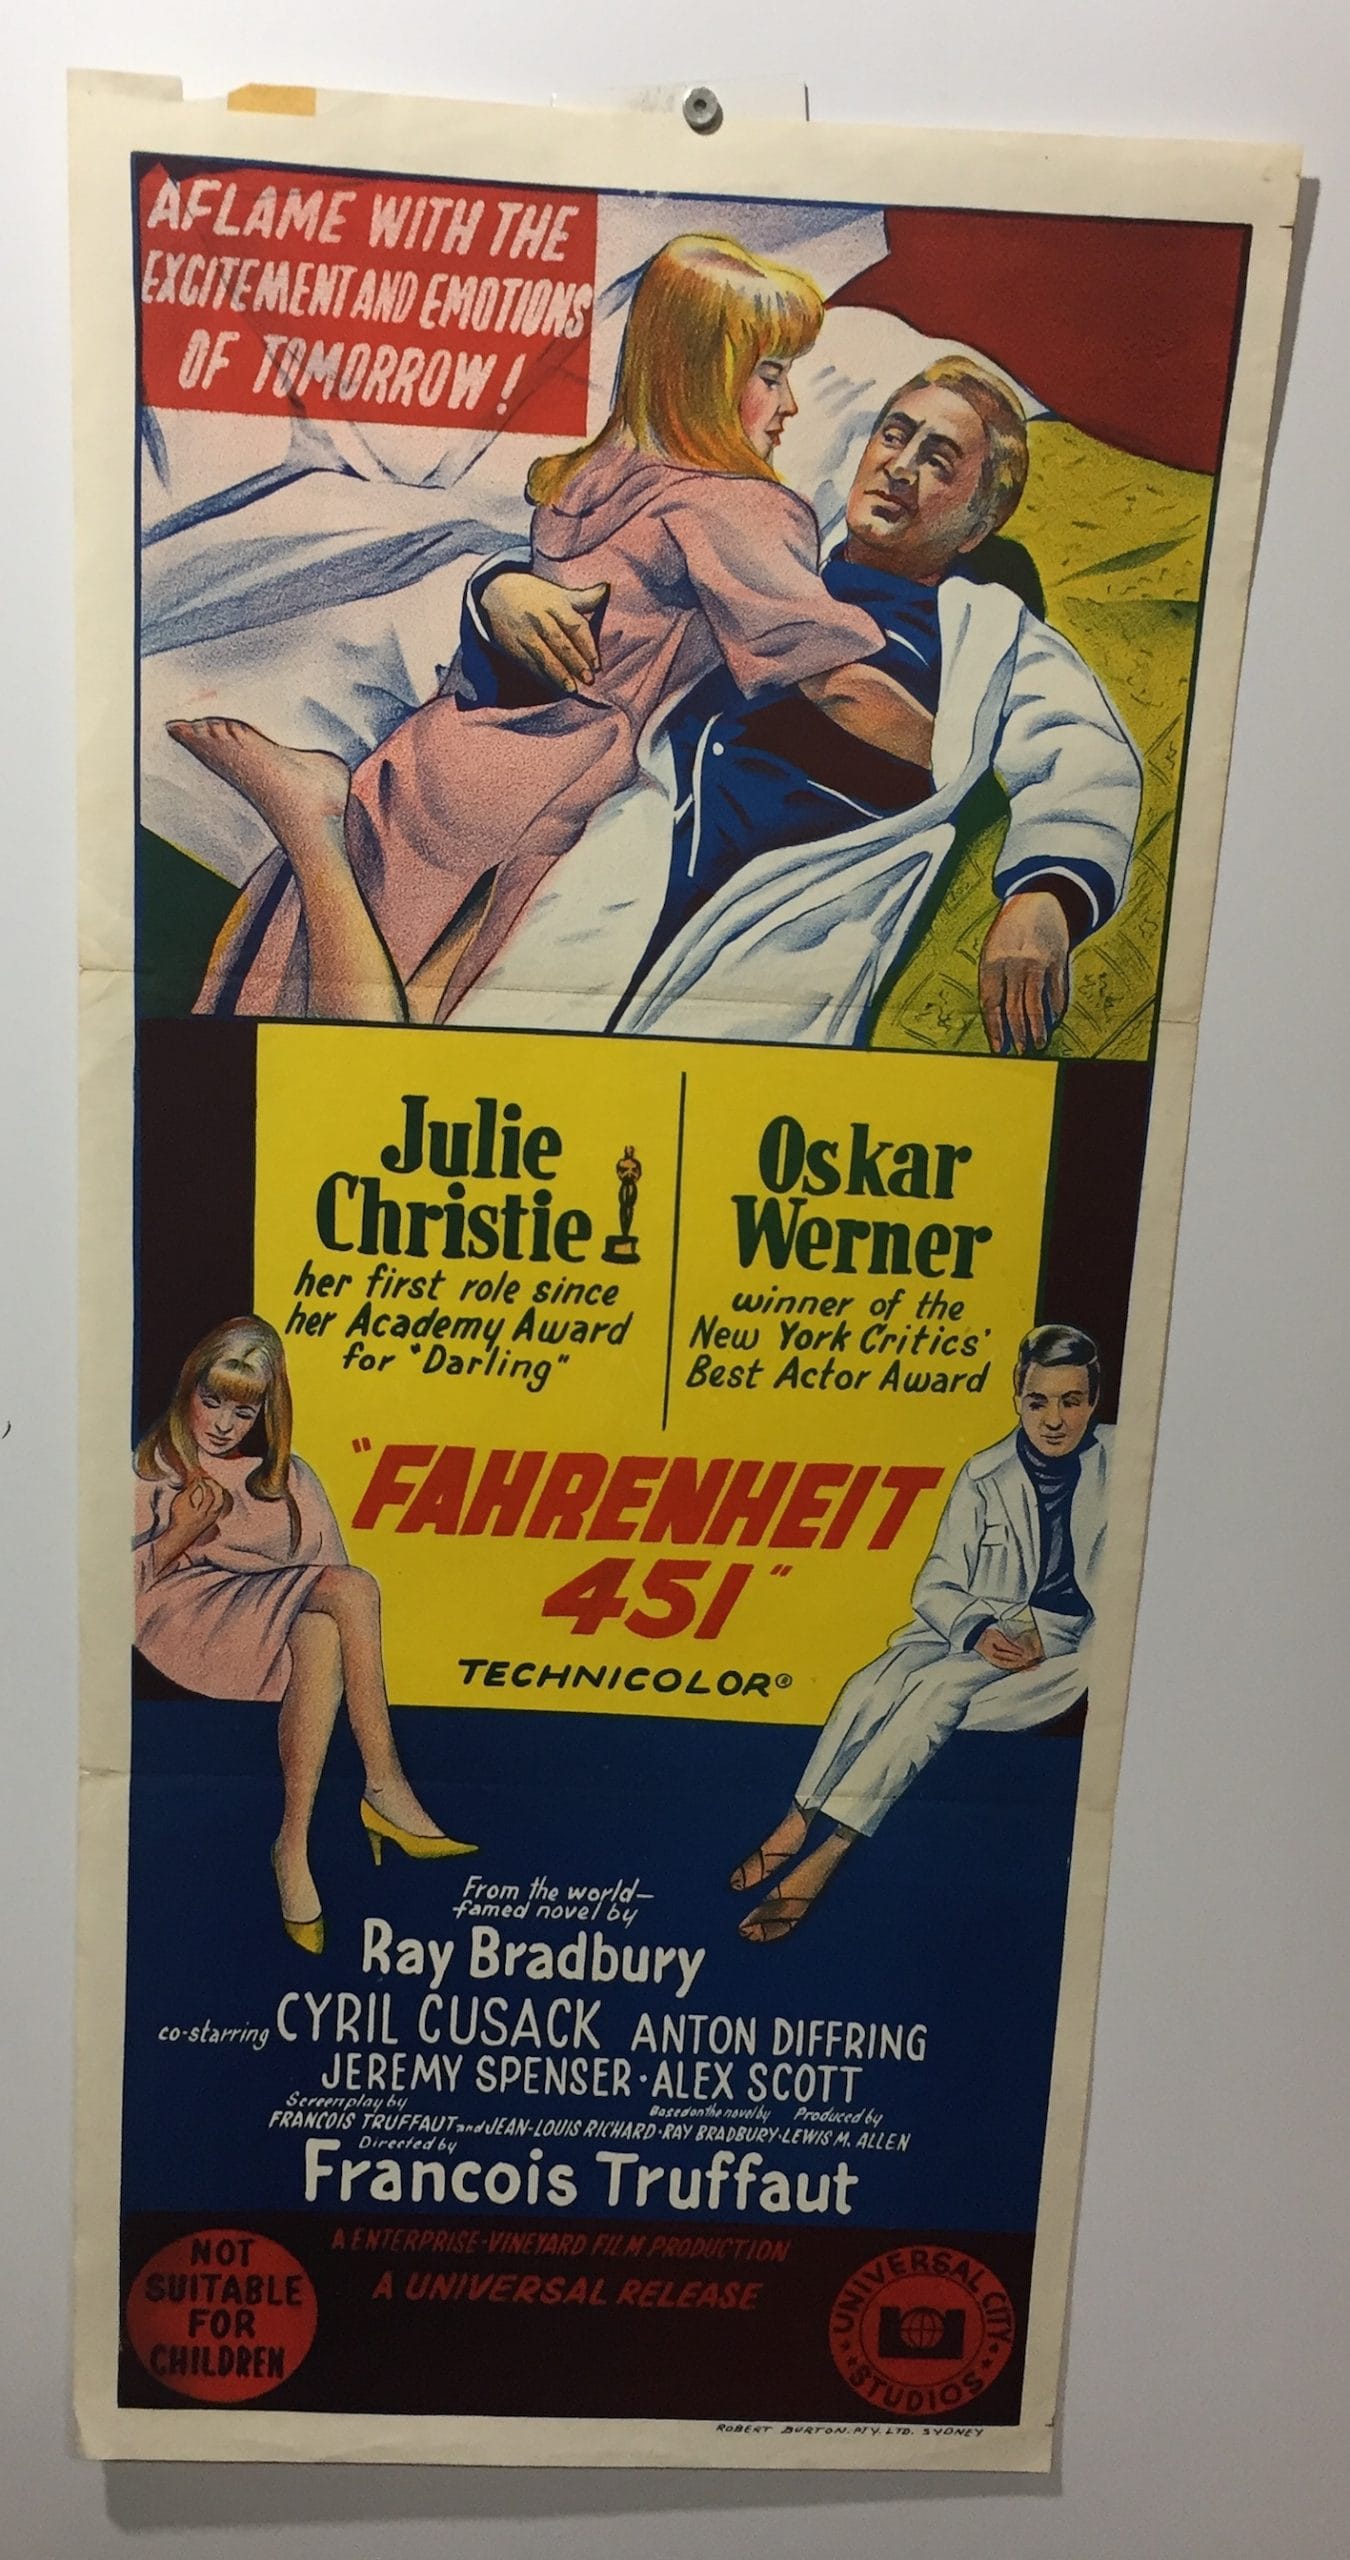 AFLAME WITH THE
EXCITEMENT AND EMOTIONS
OF TOMORROW!
Julie
Christie
her first role since
her Academy Award
for "Darling"
Oskar
Werner
winner of the
New York Critics'
Best Actor Award
"FAHRENHEIT
451"
TECHNICOLOR®
From the world-
famed novel by
Ray Bradbury
co-starring CYRIL CUSACK ANTON DIFFRING
JEREMY SPENSER · ALEX SCOTT
Screenplay by Based on the novel by Produced by
FRANCOIS TRUFFAUT and JEAN-LOUIS RICHARD · RAY BRADBURY · LEWIS M. ALLEN
Directed by
Francois Truffaut
A ENTERPRISE-VINEYARD FILM PRODUCTION
A UNIVERSAL RELEASE
NOT
SUITABLE
FOR
CHILDREN
UNIVERSAL CITY
STUDIOS
ROBERT BURTON. PTY. LTD. SYDNEY